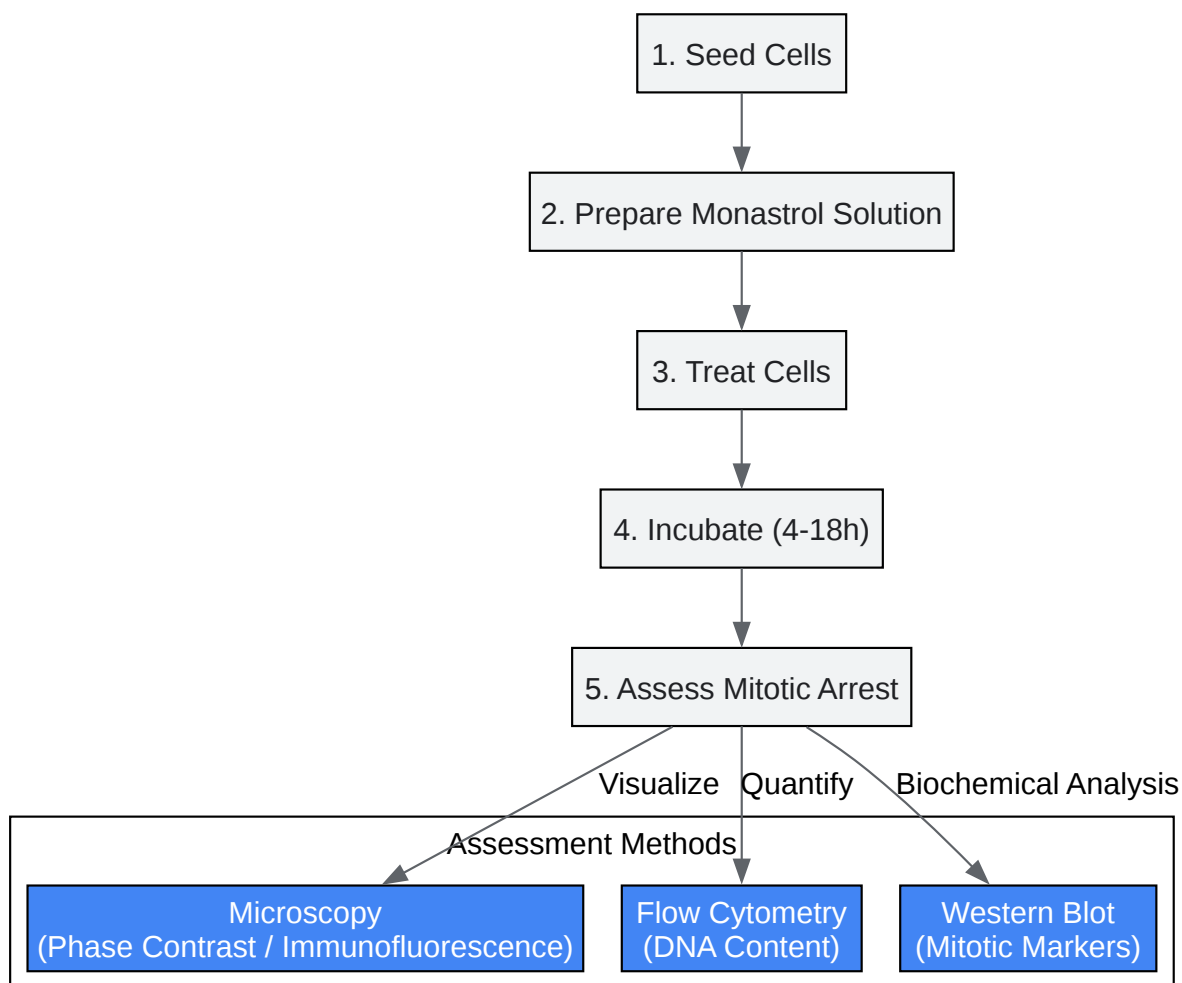 1. Seed Cells
2. Prepare Monastrol Solution
3. Treat Cells
4. Incubate (4-18h)
5. Assess Mitotic Arrest
Visualize
Quantify
Biochemical Analysis
Assessment Methods
Microscopy
(Phase Contrast / Immunofluorescence)
Flow Cytometry
(DNA Content)
Western Blot
(Mitotic Markers)